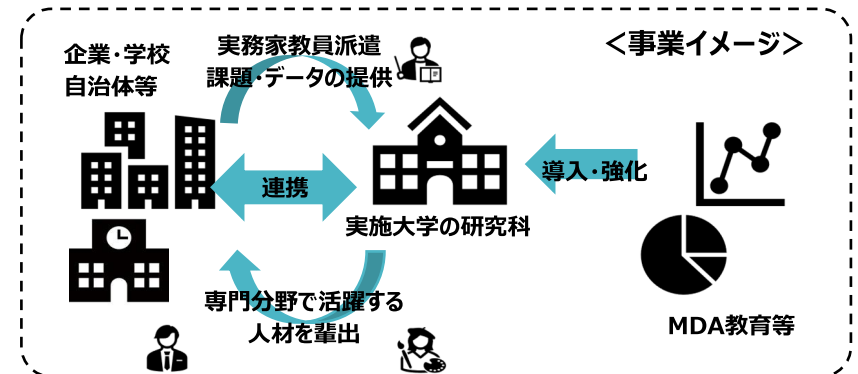 <事業イメージ>
企業・学校
自治体等
実務家教員派遣
課題・データの提供
連携
導入・強化
実施大学の研究科
専門分野で活躍する
人材を輩出
MDA教育等